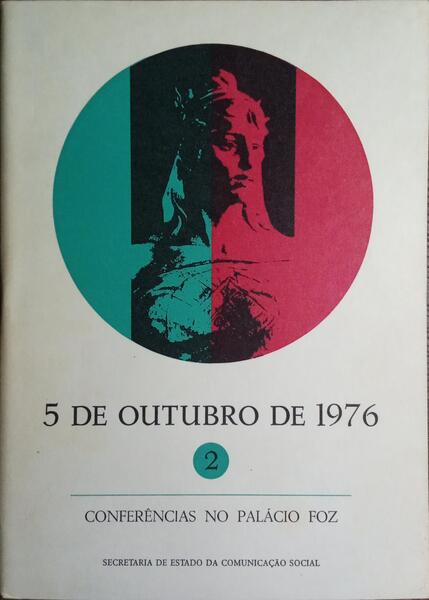 5 DE OUTUBRO DE 1976
2
CONFERÊNCIAS NO PALÁCIO FOZ
SECRETARIA DE ESTADO DA COMUNICAÇÃO SOCIAL